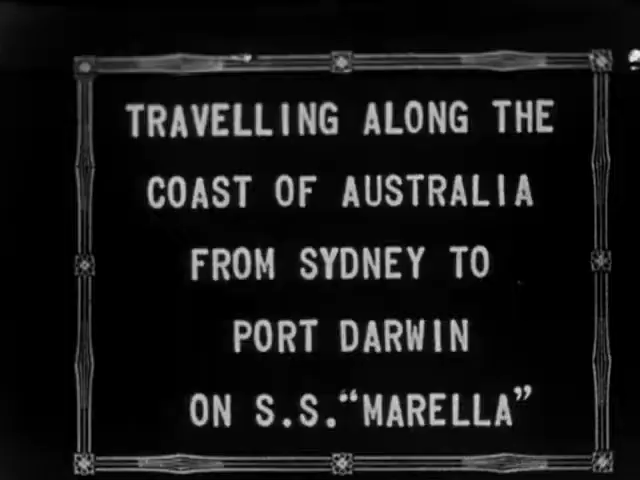 TRAVELLING ALONG THE
COAST OF AUSTRALIA
FROM SYDNEY TO
PORT DARWIN
ON S.S. “MARELLA”